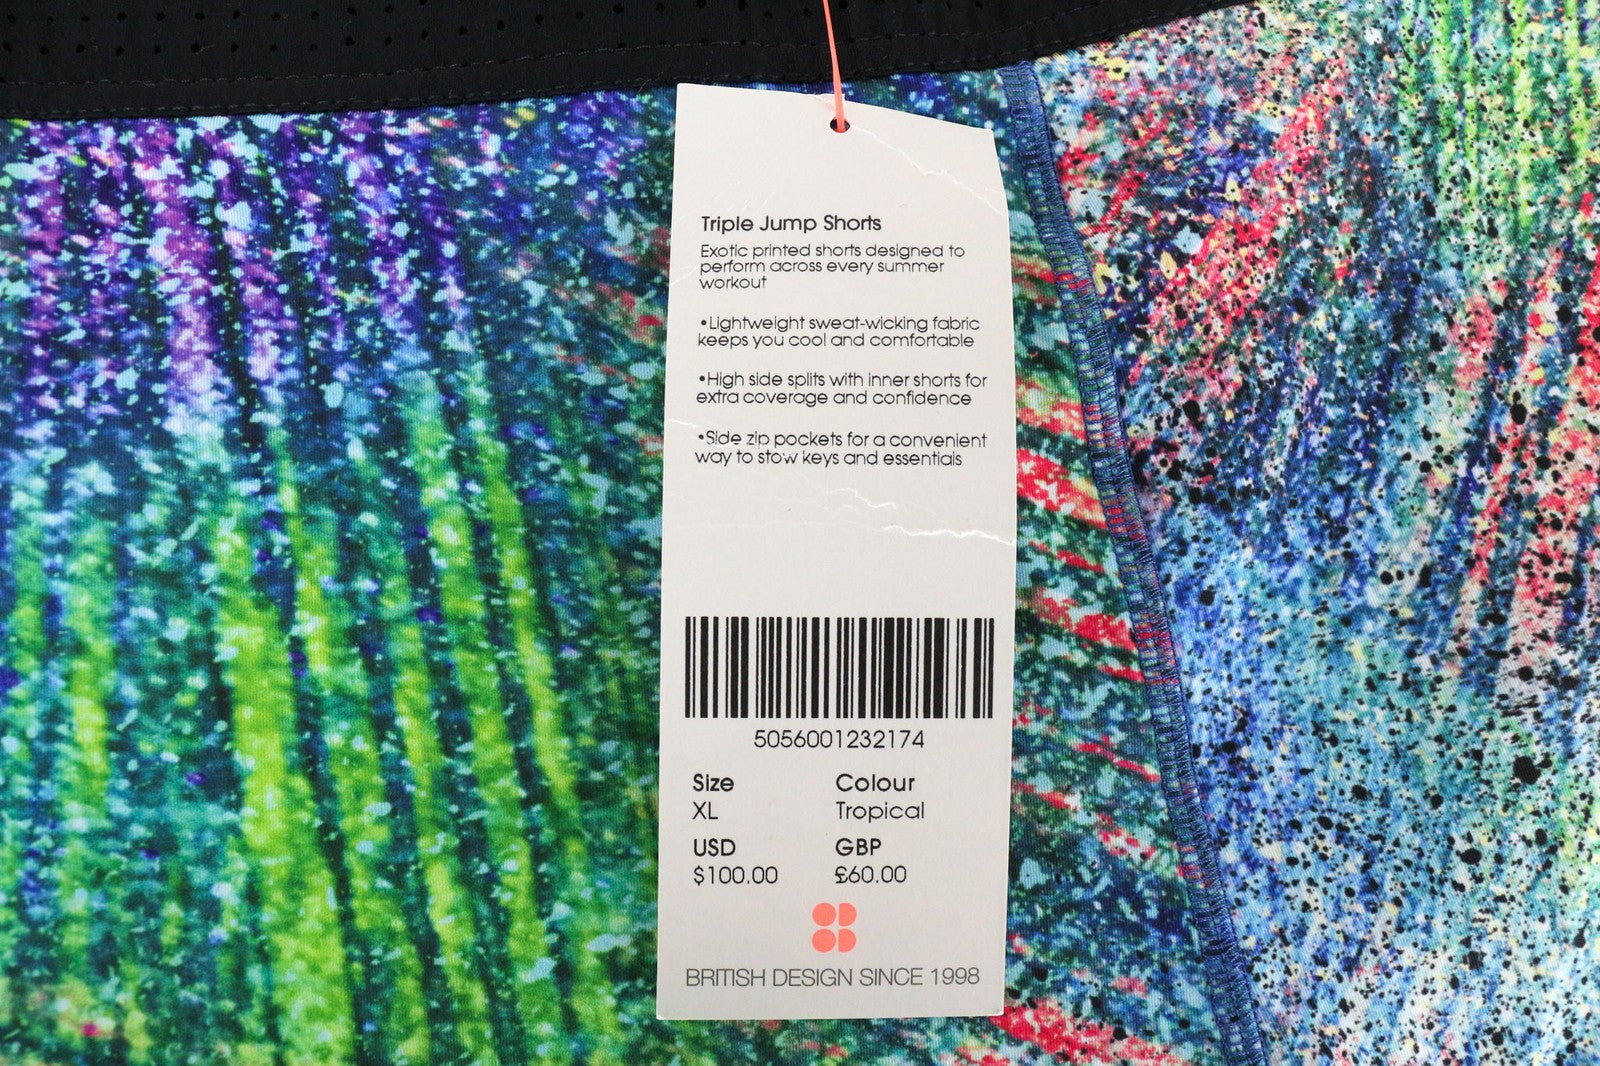 Triple Jump Shorts
Exotic printed shorts designed to
perform across every summer
workout
•Lightweight sweat-wicking fabric
keeps you cool and comfortable
•High side splits with inner shorts for
extra coverage and confidence
•Side zip pockets for a convenient
way to stow keys and essentials
5056001232174
Size Colour
XL Tropical
USD GBP
$100.00 £60.00
BRITISH DESIGN SINCE 1998